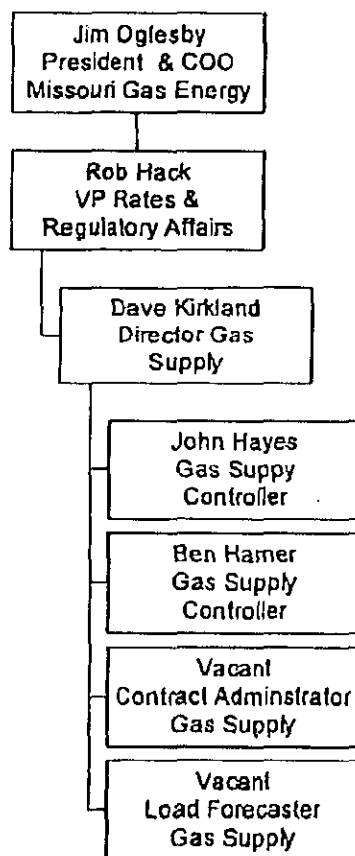 Jim Oglesby
President & COO
Missouri Gas Energy
Rob Hack
VP Rates &
Regulatory Affairs
Dave Kirkland
Director Gas
Supply
John Hayes
Gas Suppy
Controller
Ben Hamer
Gas Supply
Controller
Vacant
Contract Adminstrator
Gas Supply
Vacant
Load Forecaster
Gas Supply